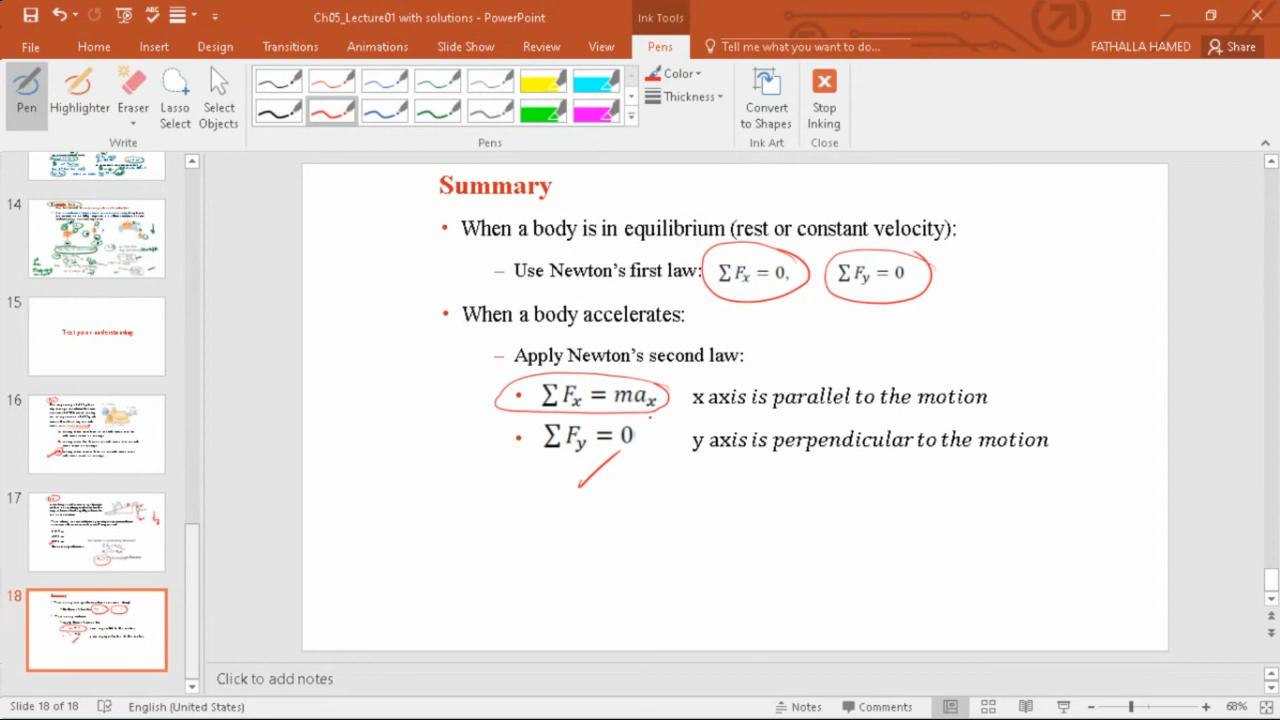 Ch05_Lecture01 with solutions - PowerPoint
Ink Tools
File Home Insert Design Transitions Animations Slide Show Review View Pens Tell me what you want to do... FATHALLA HAMED Share
Pen Highlighter Eraser Lasso Select Select Objects
Color
Thickness
Convert to Shapes
Stop Inking
Write Pens Ink Art Close
14
15
Test your understanding
16
17
18
Summary
• When a body is in equilibrium (rest or constant velocity):
– Use Newton's first law: ∑ Fx = 0, ∑ Fy = 0
• When a body accelerates:
– Apply Newton's second law:
• ∑ Fx = max x axis is parallel to the motion
• ∑ Fy = 0 y axis is perpendicular to the motion
Click to add notes
Slide 18 of 18 English (United States) Notes Comments 68%